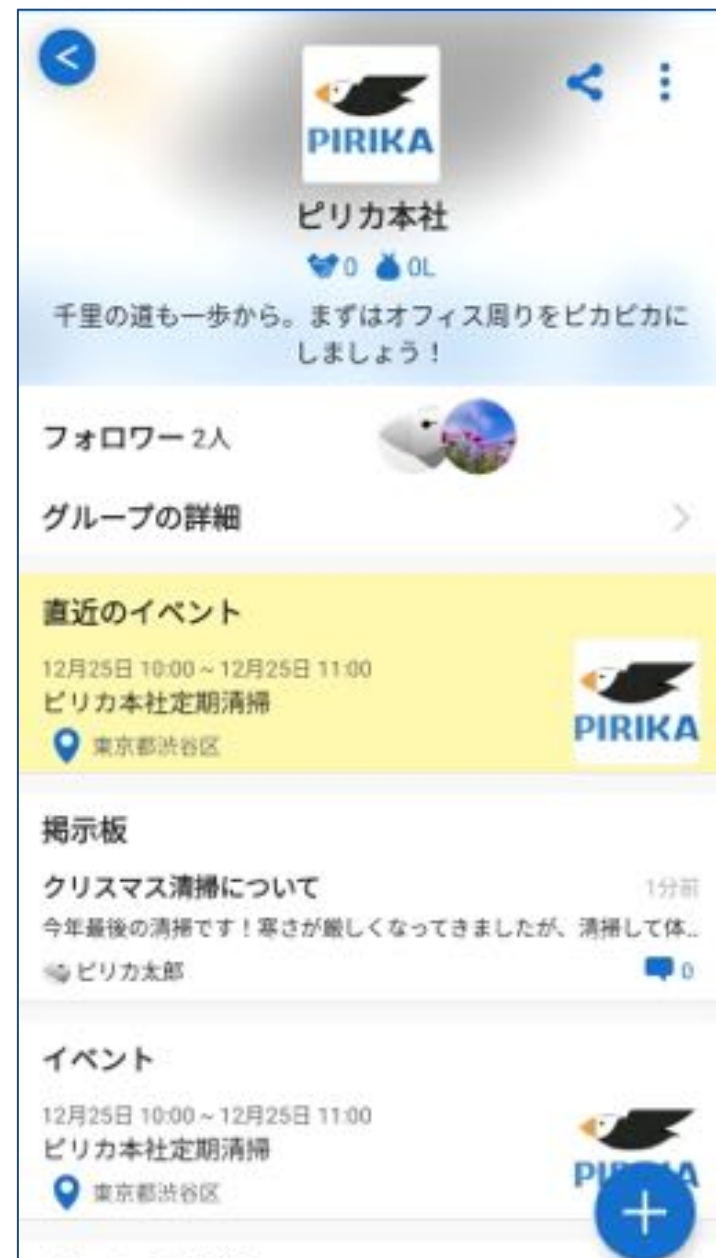 PIRIKA
ピリカ本社
0 0L
千里の道も一歩から。まずはオフィス周りをピカピカに
しましょう！
フォロワー 2人
グループの詳細
直近のイベント
12月25日 10:00 ~ 12月25日 11:00
ピリカ本社定期清掃
東京都渋谷区
PIRIKA
掲示板
クリスマス清掃について
1分前
今年最後の清掃です！寒さが厳しくなってきましたが、清掃して体...
ピリカ太郎
0
イベント
12月25日 10:00 ~ 12月25日 11:00
ピリカ本社定期清掃
東京都渋谷区